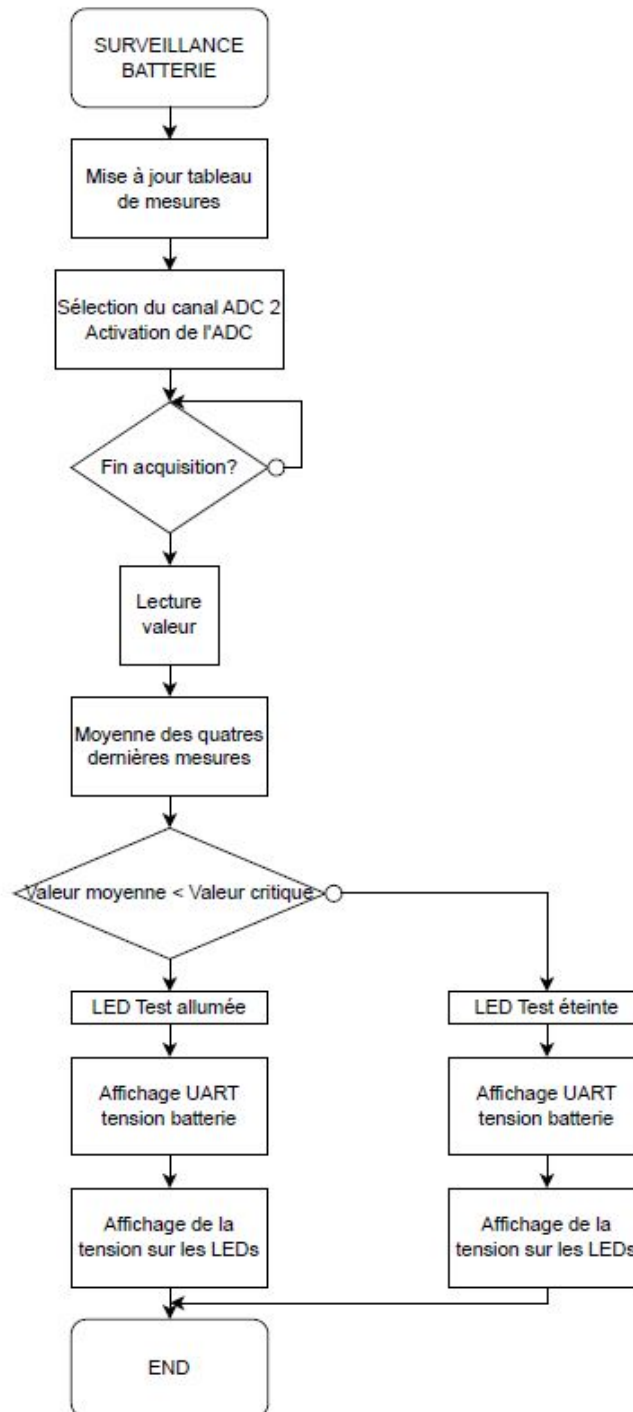 SURVEILLANCE
BATTERIE
Mise à jour tableau
de mesures
Sélection du canal ADC 2
Activation de l'ADC
Fin acquisition?
Lecture
valeur
Moyenne des quatres
dernières mesures
Valeur moyenne < Valeur critique
LED Test allumée
LED Test éteinte
Affichage UART
tension batterie
Affichage UART
tension batterie
Affichage de la
tension sur les LEDs
Affichage de la
tension sur les LEDs
END